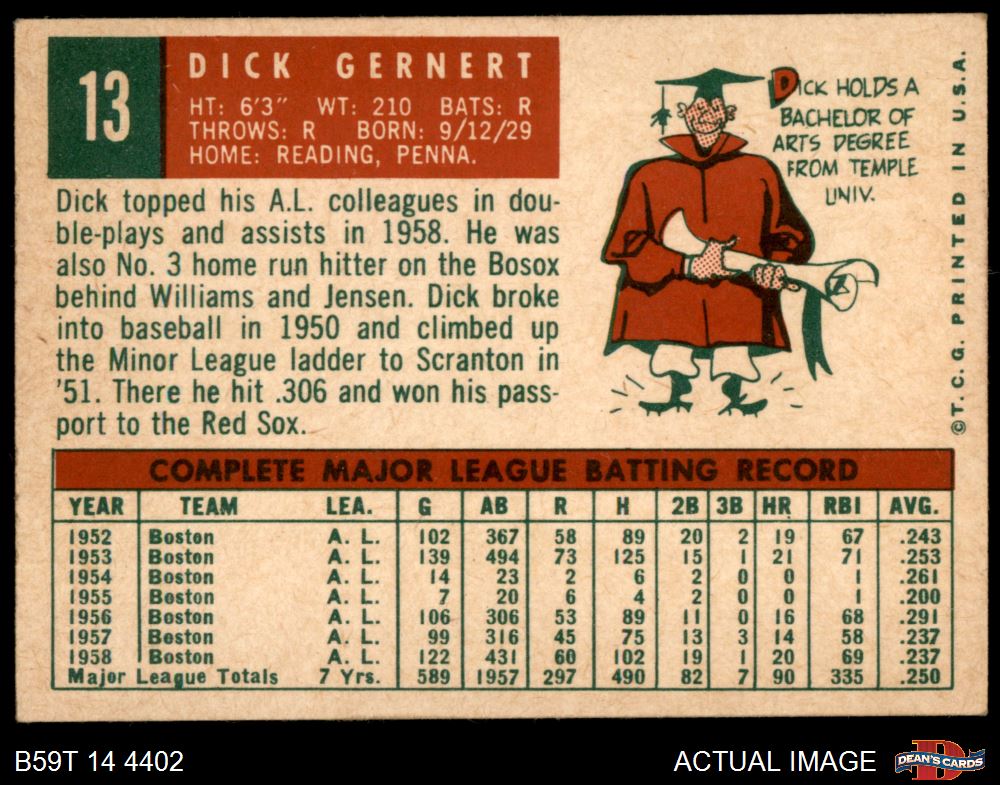 13
DICK GERNERT
HT: 6'3" WT: 210 BATS: R
THROWS: R BORN: 9/12/29
HOME: READING, PENNA.
Dick topped his A.L. colleagues in dou-
ble-plays and assists in 1958. He was
also No. 3 home run hitter on the Bosox
behind Williams and Jensen. Dick broke
into baseball in 1950 and climbed up
the Minor League ladder to Scranton in
'51. There he hit .306 and won his pass-
port to the Red Sox.
DICK HOLDS A
BACHELOR OF
ARTS DEGREE
FROM TEMPLE
UNIV.
©T.C.G. PRINTED IN U.S.A.
COMPLETE MAJOR LEAGUE BATTING RECORD
YEAR TEAM LEA. G AB R H 2B 3B HR RBI AVG.
1952 Boston A. L. 102 367 58 89 20 2 19 67 .243
1953 Boston A. L. 139 494 73 125 15 1 21 71 .253
1954 Boston A. L. 14 23 2 6 2 0 0 1 .261
1955 Boston A. L. 7 20 6 4 2 0 0 1 .200
1956 Boston A. L. 106 306 53 89 11 0 16 68 .291
1957 Boston A. L. 99 316 45 75 13 3 14 58 .237
1958 Boston A. L. 122 431 60 102 19 1 20 69 .237
Major League Totals 7 Yrs. 589 1957 297 490 82 7 90 335 .250
B59T 14 4402
ACTUAL IMAGE
D
DEAN'S CARDS